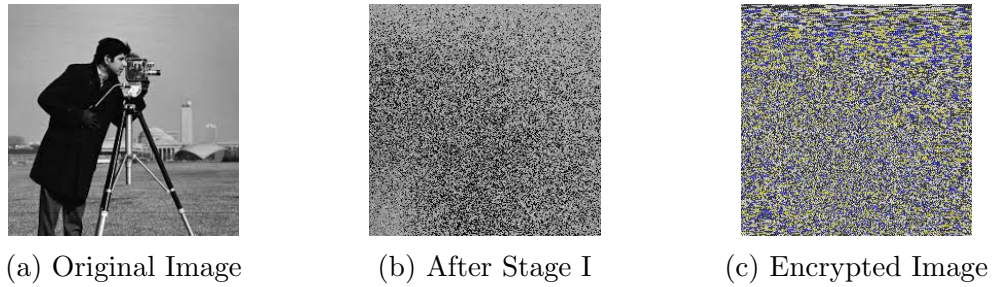 (a) Original Image
(b) After Stage I
(c) Encrypted Image